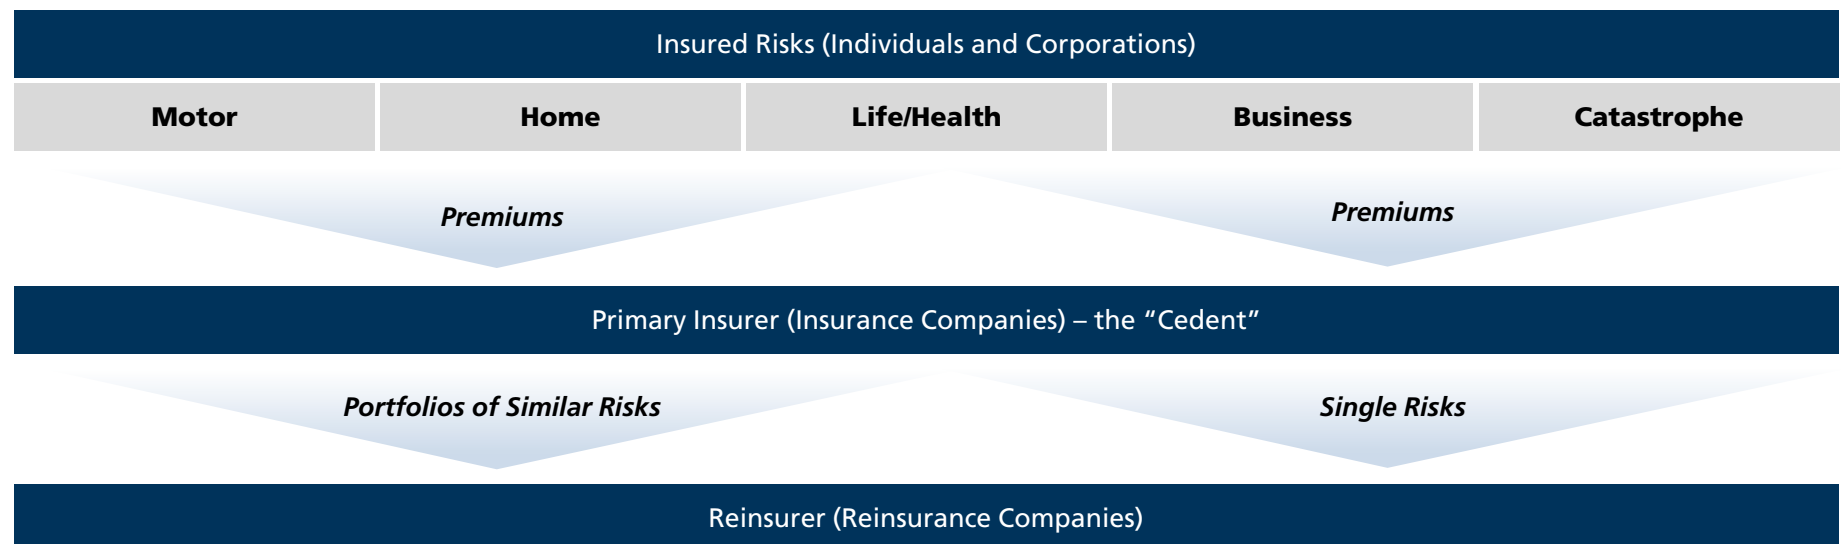 Insured Risks (Individuals and Corporations)
Motor
Home
Life/Health
Business
Catastrophe
Premiums
Premiums
Primary Insurer (Insurance Companies) – the “Cedent”
Portfolios of Similar Risks
Single Risks
Reinsurer (Reinsurance Companies)